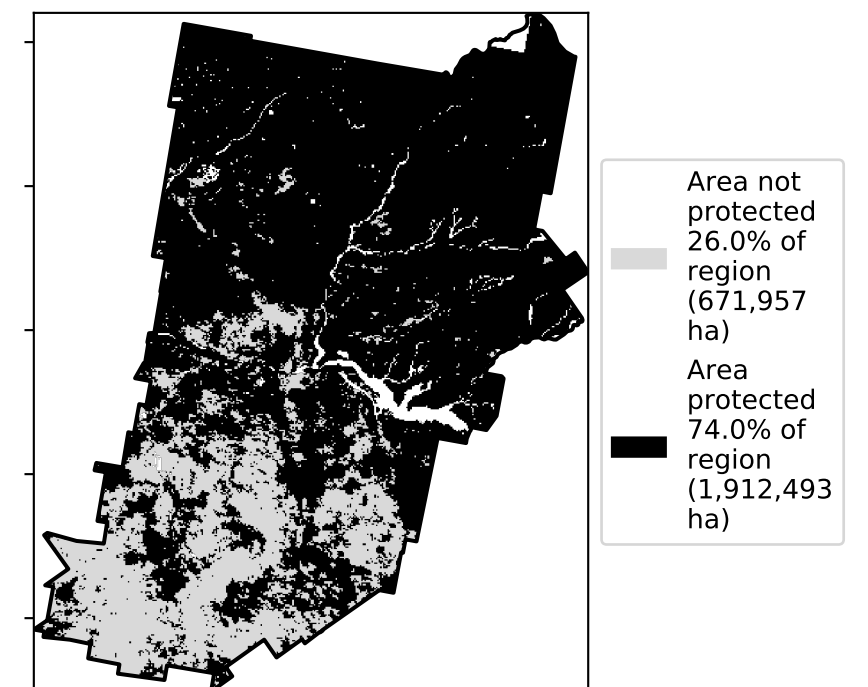 Area not
protected
26.0% of
region
(671,957
ha)
Area
protected
74.0% of
region
(1,912,493
ha)